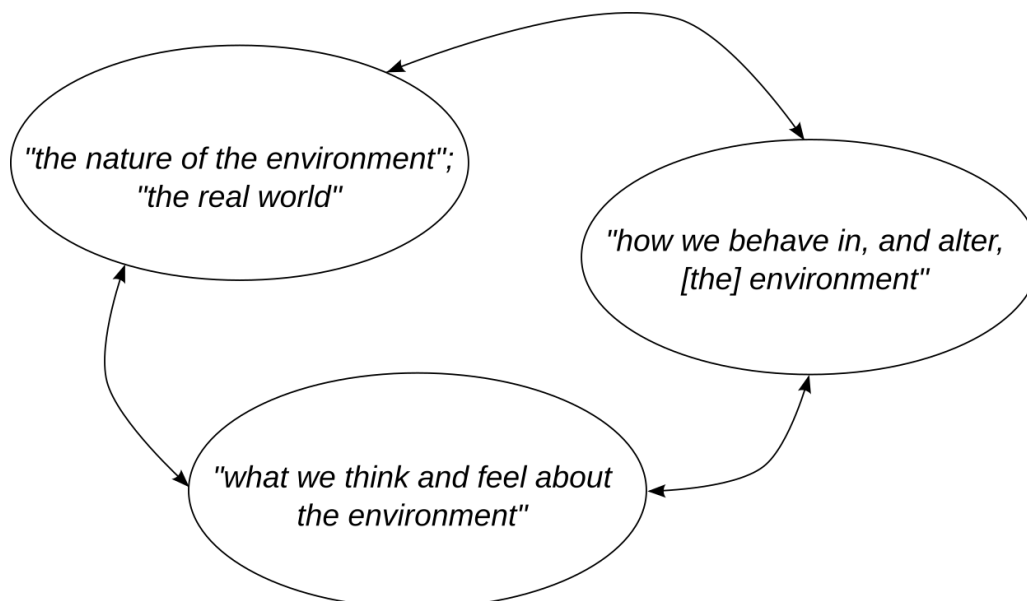 "the nature of the environment";
"the real world"
"how we behave in, and alter,
[the] environment"
"what we think and feel about
the environment"